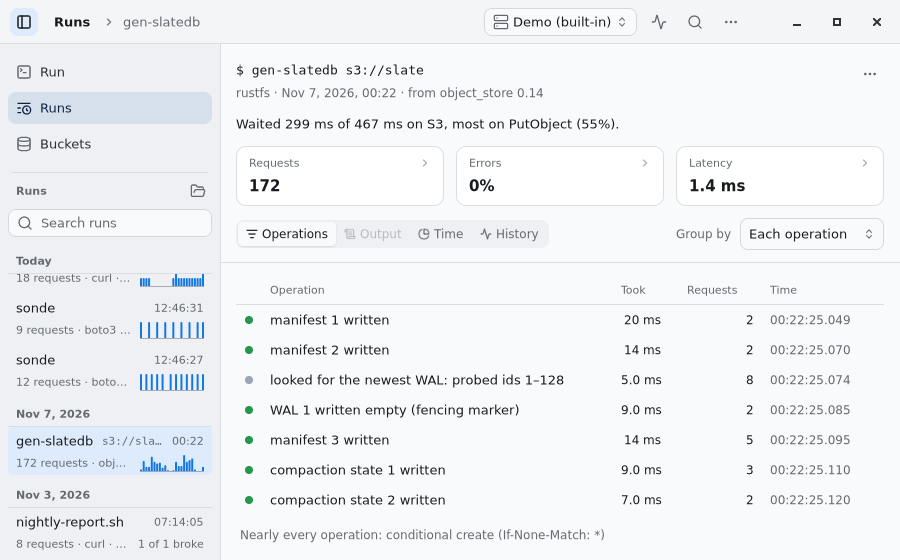 Runs > gen-slatedb
Demo (built-in)
Run
Runs
Buckets
Runs
Search runs
Today
18 requests · curl ·...
sonde 12:46:31
9 requests · boto3 ...
sonde 12:46:27
12 requests · boto...
Nov 7, 2026
gen-slatedb s3://sla... 00:22
172 requests · obj...
Nov 3, 2026
nightly-report.sh 07:14:05
8 requests · curl · ... 1 of 1 broke
$ gen-slatedb s3://slate
rustfs · Nov 7, 2026, 00:22 · from object_store 0.14
Waited 299 ms of 467 ms on S3, most on PutObject (55%).
Requests
172
Errors
0%
Latency
1.4 ms
Operations Output Time History
Group by Each operation
Operation Took Requests Time
manifest 1 written 20 ms 2 00:22:25.049
manifest 2 written 14 ms 2 00:22:25.070
looked for the newest WAL: probed ids 1–128 5.0 ms 8 00:22:25.074
WAL 1 written empty (fencing marker) 9.0 ms 2 00:22:25.085
manifest 3 written 14 ms 5 00:22:25.095
compaction state 1 written 9.0 ms 3 00:22:25.110
compaction state 2 written 7.0 ms 2 00:22:25.120
Nearly every operation: conditional create (If-None-Match: *)